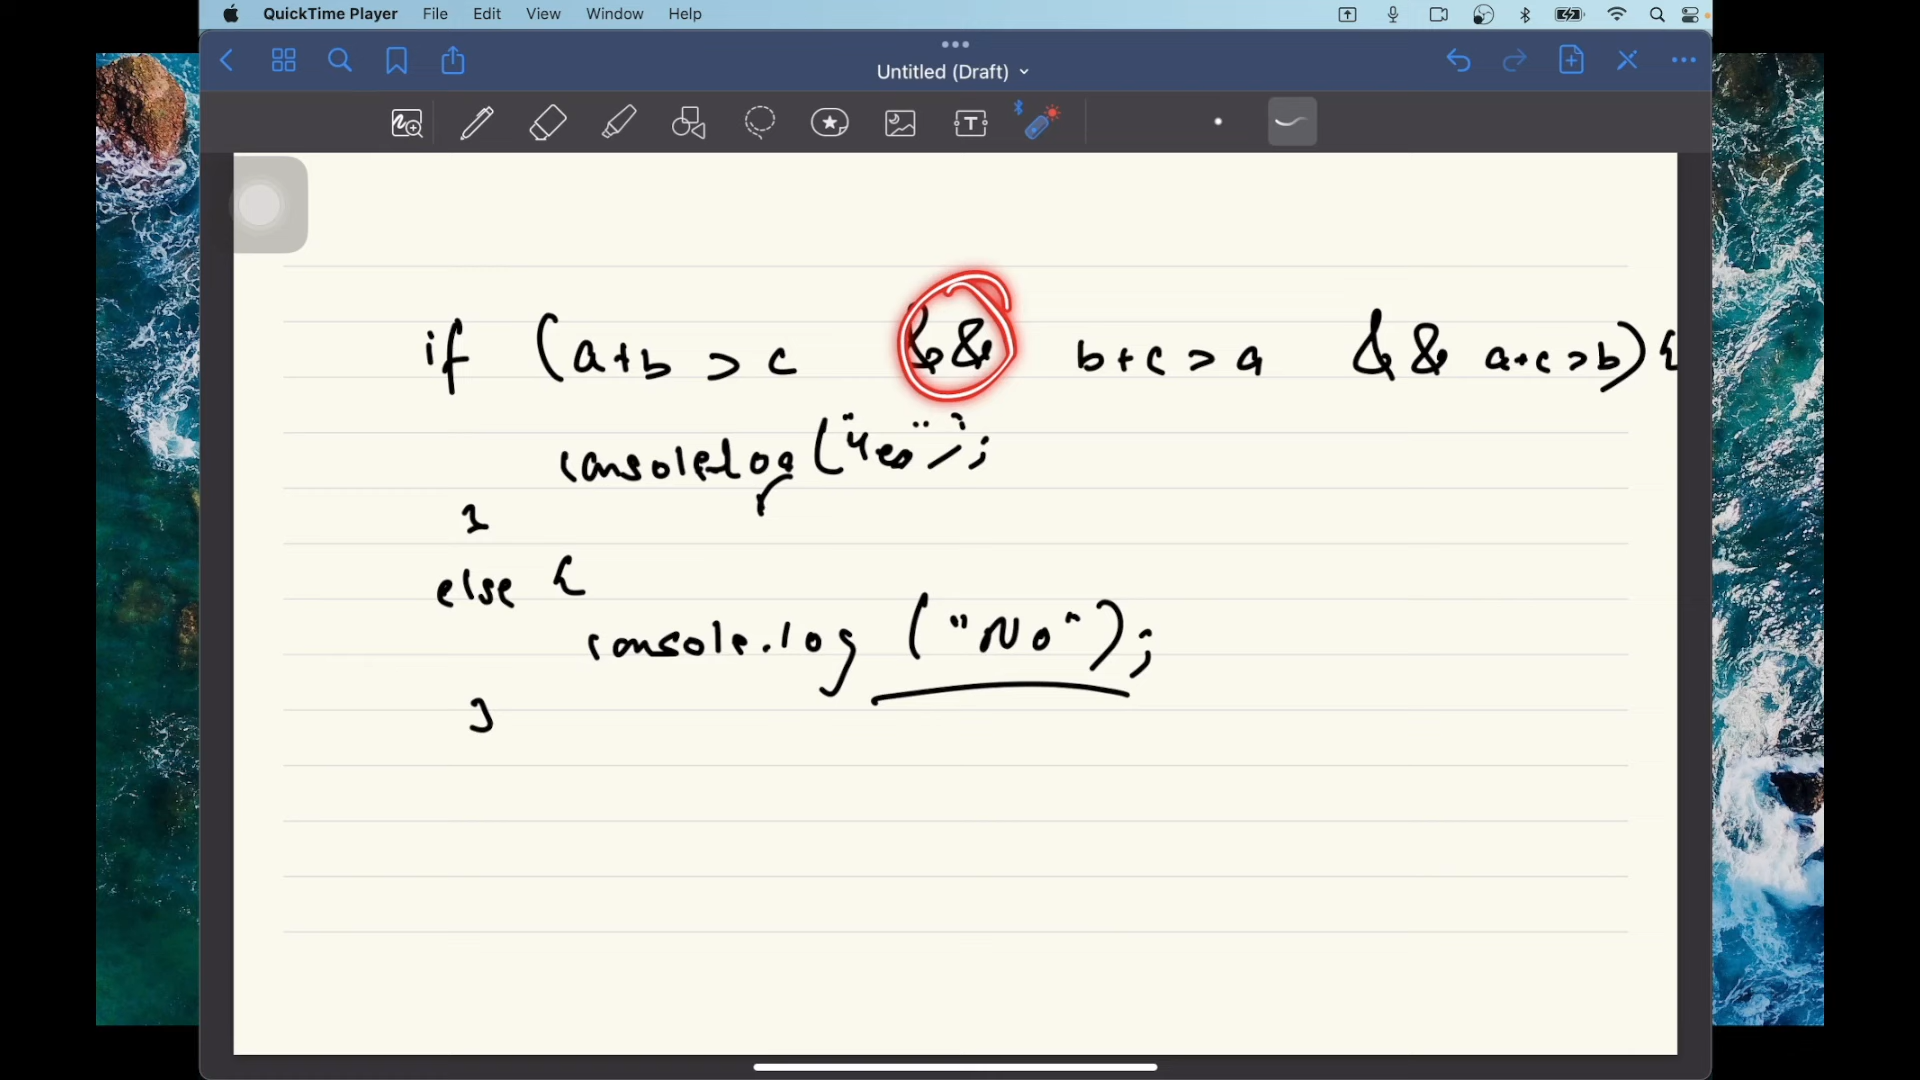 QuickTime Player File Edit View Window Help
Untitled (Draft)
T
if (a+b > c && b+c > a && a+c > b) {
console.log ("Yes");
}
else {
console.log ("No");
}